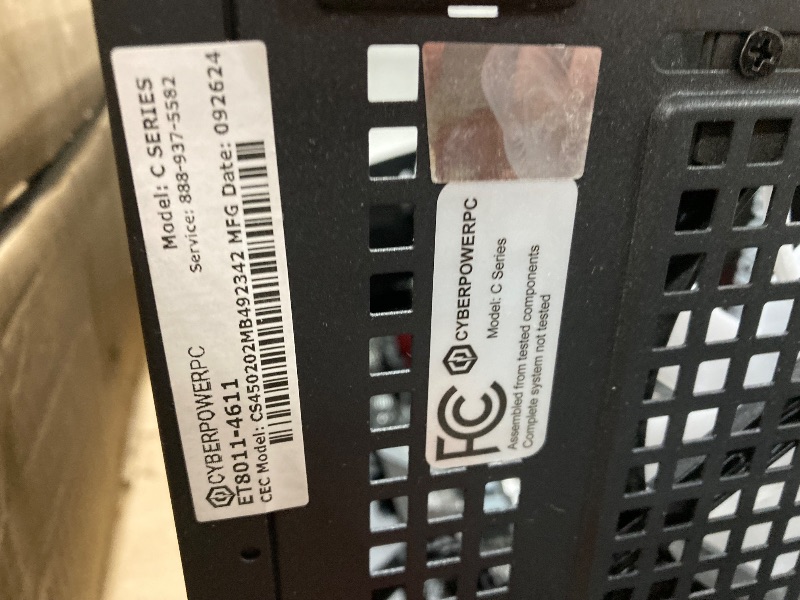 CYBERPOWERPC Model: C SERIES
Service: 888-937-5582
ET8011-4611 MFG Date: 092624
CEC Model: CS450202MB492342
FC CYBERPOWERPC
Model: C Series
Assembled from tested components
Complete system not tested